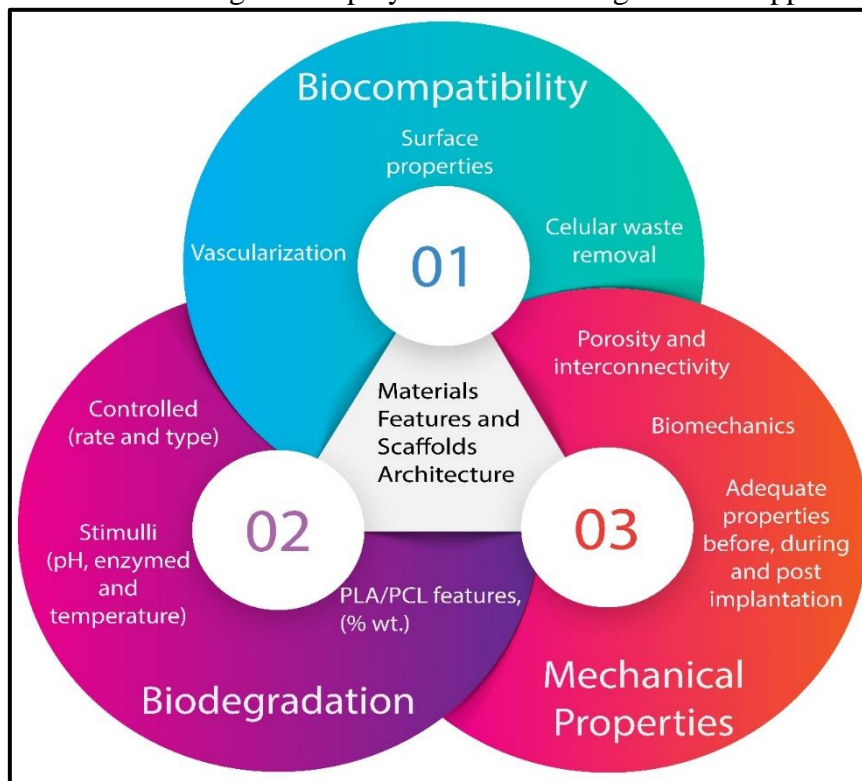 Biocompatibility
Surface
properties
Vascularization
Celular waste
removal
01
Porosity and
interconnectivity
Materials
Features and
Scaffolds
Architecture
Controlled
(rate and type)
Biomechanics
02
03
Adequate
properties
before, during
and post
implantation
Stimulli
(pH, enzymed
and
temperature)
PLA/PCL features,
(% wt.)
Biodegradation
Mechanical
Properties